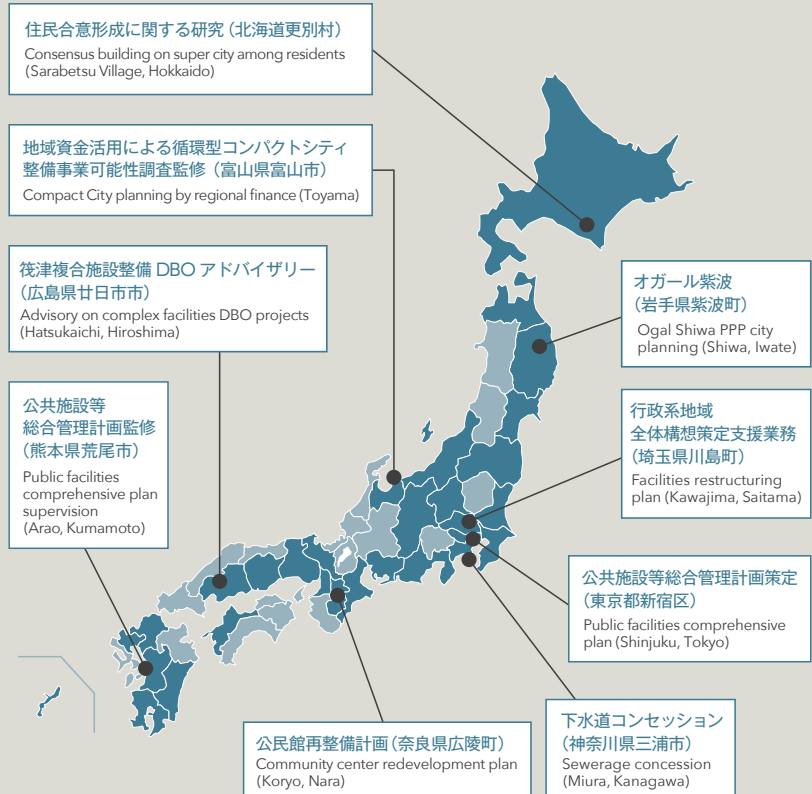 住民合意形成に関する研究（北海道更別村）
Consensus building on super city among residents
(Sarabetsu Village, Hokkaido)
地域資金活用による循環型コンパクトシティ
整備事業可能性調査監修（富山県富山市）
Compact City planning by regional finance (Toyama)
筏津複合施設整備 DBO アドバイザリー
（広島県廿日市市）
Advisory on complex facilities DBO projects
(Hatsukaichi, Hiroshima)
オガール紫波
（岩手県紫波町）
Ogal Shiwa PPP city
planning (Shiwa, Iwate)
公共施設等
総合管理計画監修
（熊本県荒尾市）
Public facilities
comprehensive plan
supervision
(Arao, Kumamoto)
行政系地域
全体構想策定支援業務
（埼玉県川島町）
Facilities restructuring
plan (Kawajima, Saitama)
公共施設等総合管理計画策定
（東京都新宿区）
Public facilities comprehensive
plan (Shinjuku, Tokyo)
公民館再整備計画（奈良県広陵町）
Community center redevelopment plan
(Koryo, Nara)
下水道コンセッション
（神奈川県三浦市）
Sewerage concession
(Miura, Kanagawa)